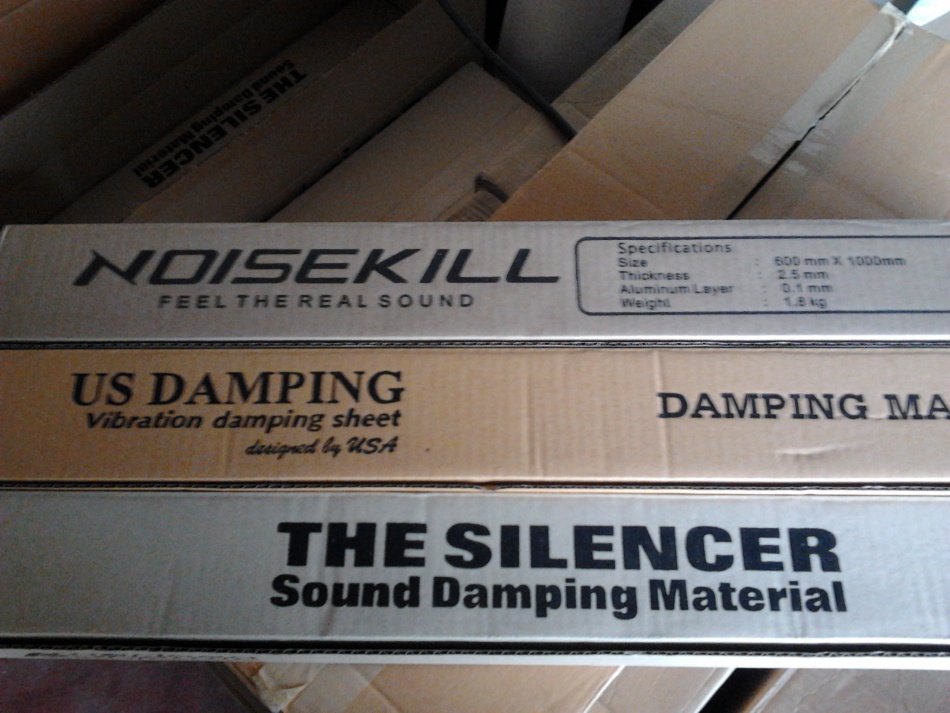 THE SILENCER
Sound Damping Material
NOISEKILL
FEEL THE REAL SOUND
Specifications
Size : 600 mm X 1000mm
Thickness : 2.5 mm
Aluminum Layer : 0.1 mm
Weight : 1.8 kg
US DAMPING
Vibration damping sheet
designed by USA
DAMPING MA
THE SILENCER
Sound Damping Material